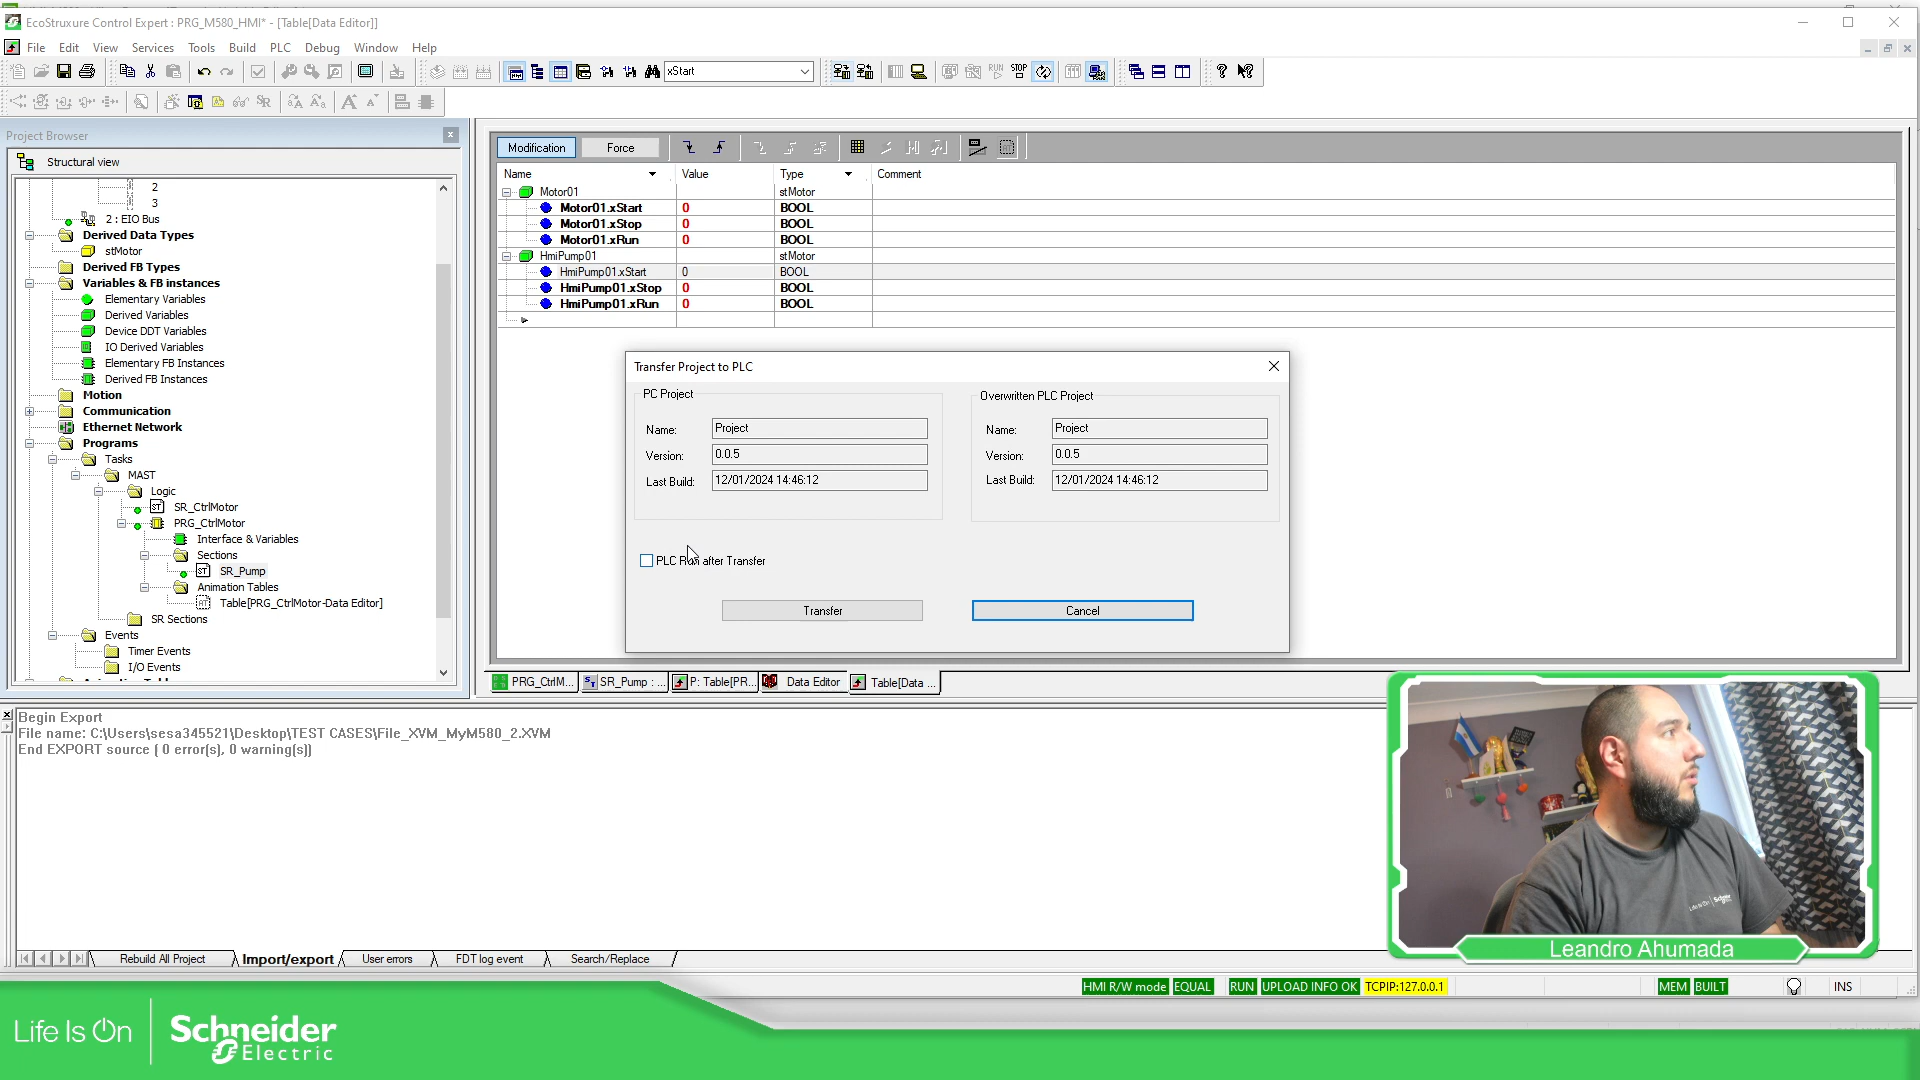 EcoStruxure Control Expert : PRG_M580_HMI* - [Table[Data Editor]]
File Edit View Services Tools Build PLC Debug Window Help
xStart
RUN STOP
Project Browser
Structural view
2
3
2 : EIO Bus
Derived Data Types
stMotor
Derived FB Types
Variables & FB instances
Elementary Variables
Derived Variables
Device DDT Variables
IO Derived Variables
Elementary FB Instances
Derived FB Instances
Motion
Communication
Ethernet Network
Programs
Tasks
MAST
Logic
SR_CtrlMotor
PRG_CtrlMotor
Interface & Variables
Sections
SR_Pump
Animation Tables
Table[PRG_CtrlMotor-Data Editor]
SR Sections
Events
Timer Events
I/O Events
Modification Force
Name Value Type Comment
Motor01 stMotor
Motor01.xStart 0 BOOL
Motor01.xStop 0 BOOL
Motor01.xRun 0 BOOL
HmiPump01 stMotor
HmiPump01.xStart 0 BOOL
HmiPump01.xStop 0 BOOL
HmiPump01.xRun 0 BOOL
Transfer Project to PLC
PC Project
Name: Project
Version: 0.0.5
Last Build: 12/01/2024 14:46:12
Overwritten PLC Project
Name: Project
Version: 0.0.5
Last Build: 12/01/2024 14:46:12
PLC Run after Transfer
Transfer Cancel
PRG_CtrlM... SR_Pump : ... P: Table[PR... Data Editor Table[Data ...
Begin Export
File name: C:\Users\sesa345521\Desktop\TEST CASES\File_XVM_MyM580_2.XVM
End EXPORT source ( 0 error(s), 0 warning(s))
Rebuild All Project Import/export User errors FDT log event Search/Replace
HMI R/W mode EQUAL RUN UPLOAD INFO OK TCPIP:127.0.0.1 MEM BUILT INS
Life Is On
Schneider
Electric
Leandro Ahumada